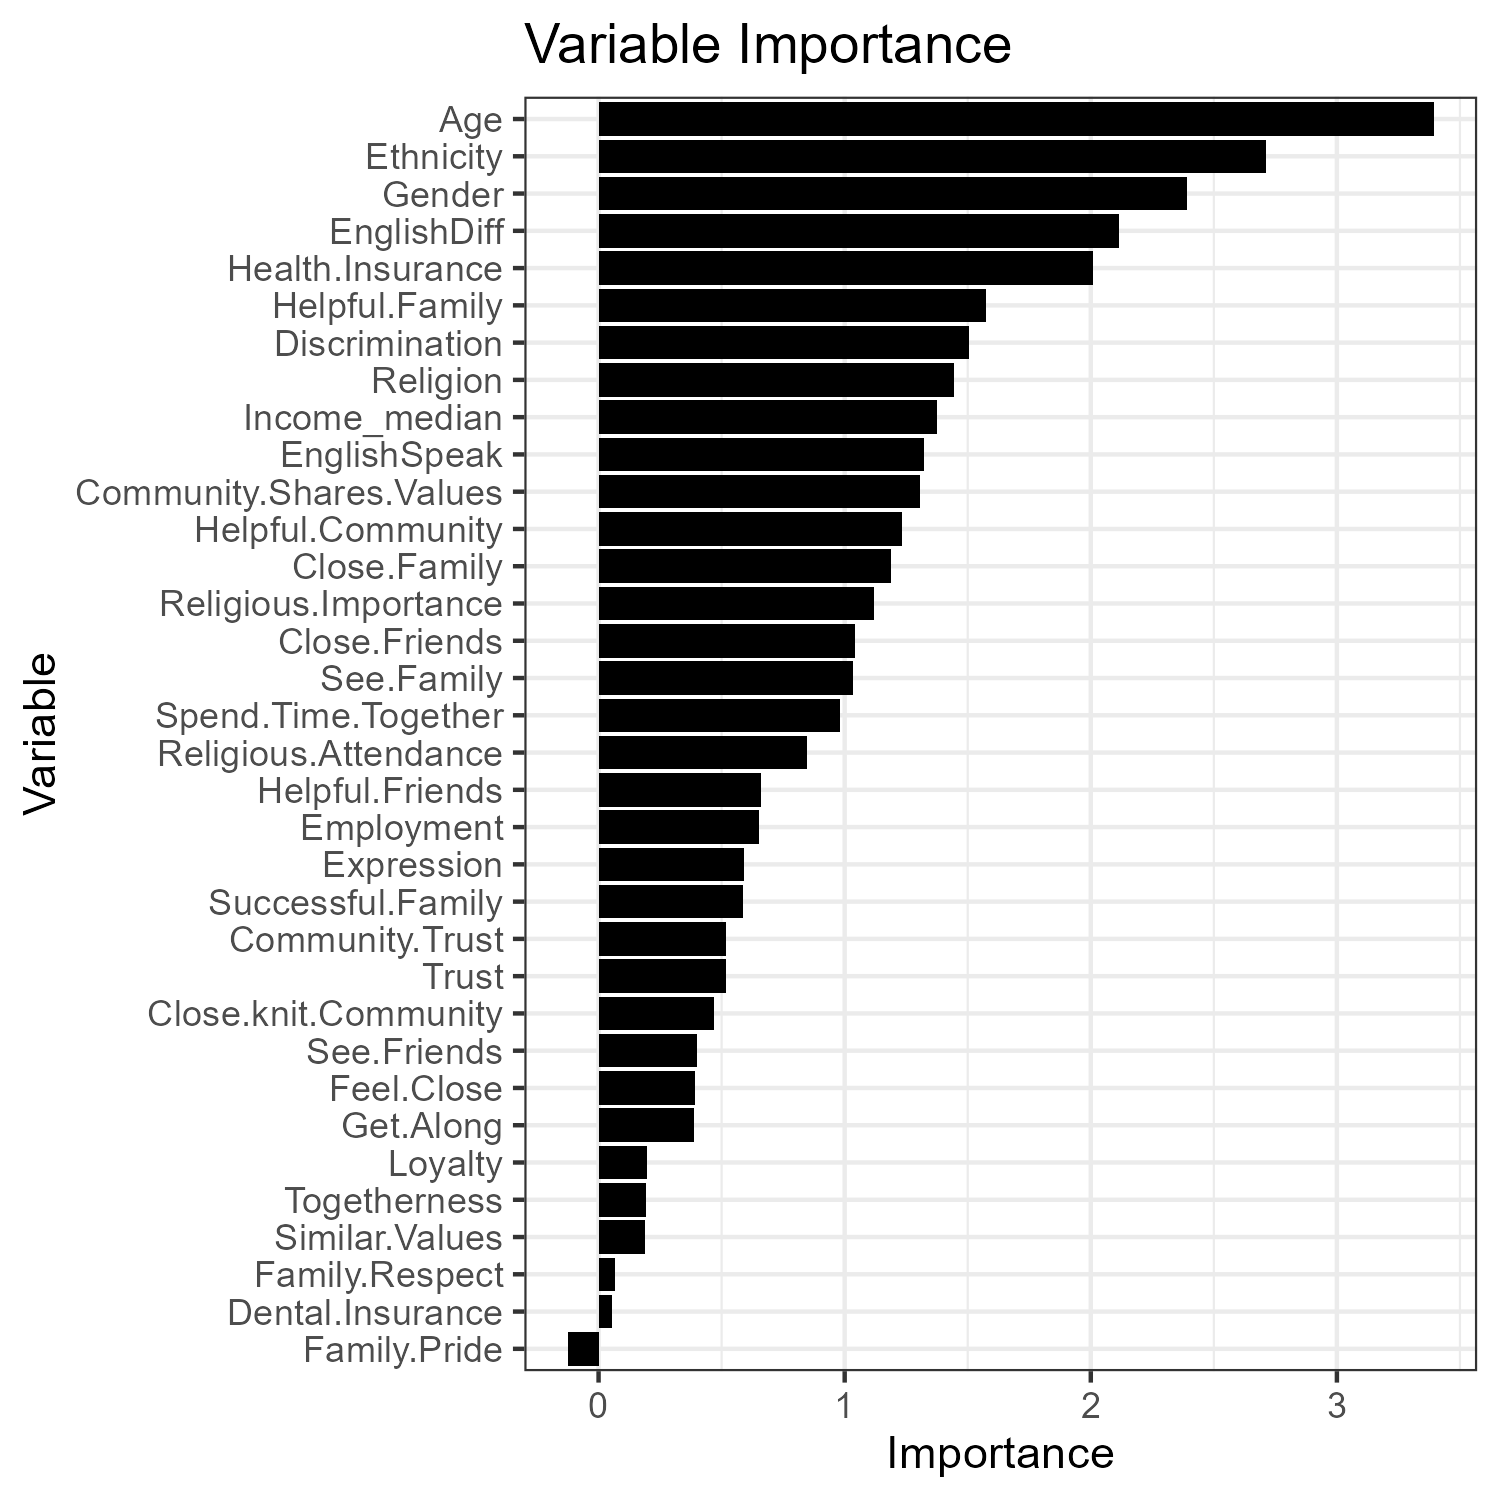 Variable Importance
Age
Ethnicity
Gender
EnglishDiff
Health.Insurance
Helpful.Family
Discrimination
Religion
Income_median
EnglishSpeak
Community.Shares.Values
Helpful.Community
Close.Family
Religious.Importance
Close.Friends
See.Family
Spend.Time.Together
Religious.Attendance
Helpful.Friends
Employment
Expression
Successful.Family
Community.Trust
Trust
Close.knit.Community
See.Friends
Feel.Close
Get.Along
Loyalty
Togetherness
Similar.Values
Family.Respect
Dental.Insurance
Family.Pride
Variable
0 1 2 3
Importance